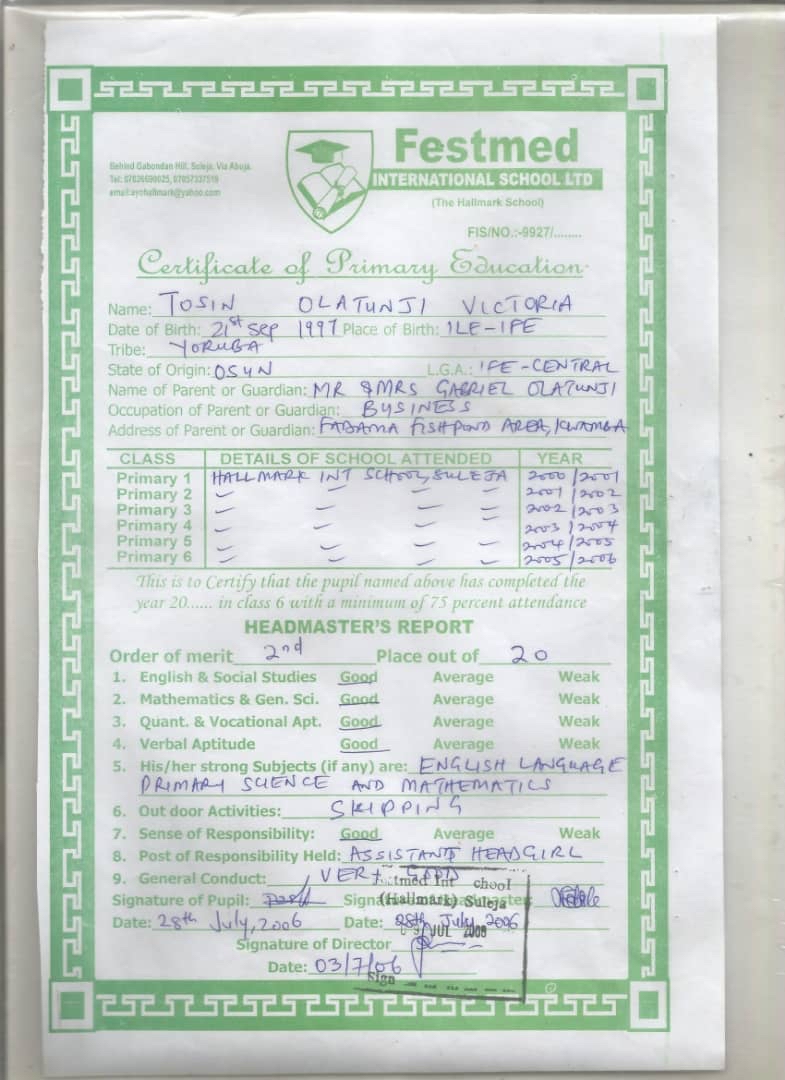 Behind Gabondan Hill, Suleja, Via Abuja.
Tel: 07026690025, 07057337519
email:ayohallmark@yahoo.com
Festmed
INTERNATIONAL SCHOOL LTD
(The Hallmark School)
FIS/NO.:-9927/........
Certificate of Primary Education
Name: TOSIN OLATUNJI VICTORIA
Date of Birth: 21st Sep 1997 Place of Birth: ILE-IFE
Tribe: YORUBA
State of Origin: OSUN L.G.A.: IFE-CENTRAL
Name of Parent or Guardian: MR & MRS GABRIEL OLATUNJI
Occupation of Parent or Guardian: BUSINESS
Address of Parent or Guardian: FADAMA FISHPOND AREA, KWAMBA
CLASS DETAILS OF SCHOOL ATTENDED YEAR
Primary 1 HALLMARK INT SCHOOL, SULEJA 2000/2001
Primary 2 2001/2002
Primary 3 2002/2003
Primary 4 2003/2004
Primary 5 2004/2005
Primary 6 2005/2006
This is to Certify that the pupil named above has completed the
year 20...... in class 6 with a minimum of 75 percent attendance
HEADMASTER'S REPORT
Order of merit 2nd Place out of 20
1. English & Social Studies Good Average Weak
2. Mathematics & Gen. Sci. Good Average Weak
3. Quant. & Vocational Apt. Good Average Weak
4. Verbal Aptitude Good Average Weak
5. His/her strong Subjects (if any) are: ENGLISH LANGUAGE
PRIMARY SCIENCE AND MATHEMATICS
6. Out door Activities: SKIPPING
7. Sense of Responsibility: Good Average Weak
8. Post of Responsibility Held: ASSISTANT HEADGIRL
9. General Conduct: VERY GOOD
Int
Signature of Pupil:
(Hallmark) Suleja
Date: 28th July, 2006 Date: 28th July 2006
JUL
Signature of Director
Date: 03/7/06
Sign